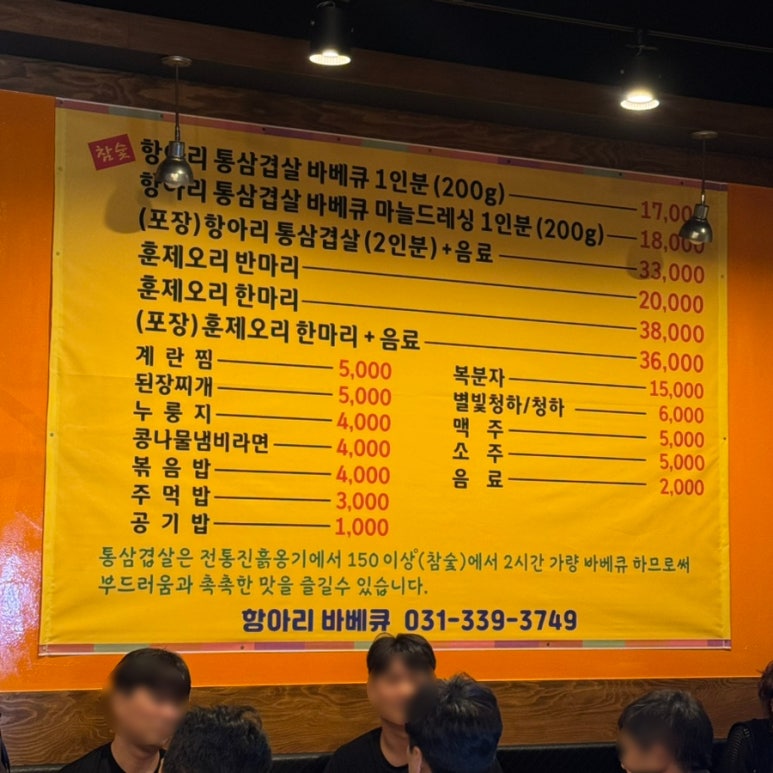 참숯
항아리 통삼겹살 바베큐 1인분 (200g) 17,000
항아리 통삼겹살 바베큐 마늘드레싱 1인분 (200g) 18,000
(포장) 항아리 통삼겹살 (2인분) + 음료 33,000
훈제오리 반마리 20,000
훈제오리 한마리 38,000
(포장) 훈제오리 한마리 + 음료 36,000
계란찜 5,000
된장찌개 5,000
누룽지 4,000
콩나물냄비라면 4,000
볶음밥 4,000
주먹밥 3,000
공기밥 1,000
복분자 15,000
별빛청하/청하 6,000
맥주 5,000
소주 5,000
음료 2,000
통삼겹살은 전통진흙옹기에서 150 이상°(참숯)에서 2시간 가량 바베큐 하므로써
부드러움과 촉촉한 맛을 즐길수 있습니다.
항아리 바베큐 031-339-3749